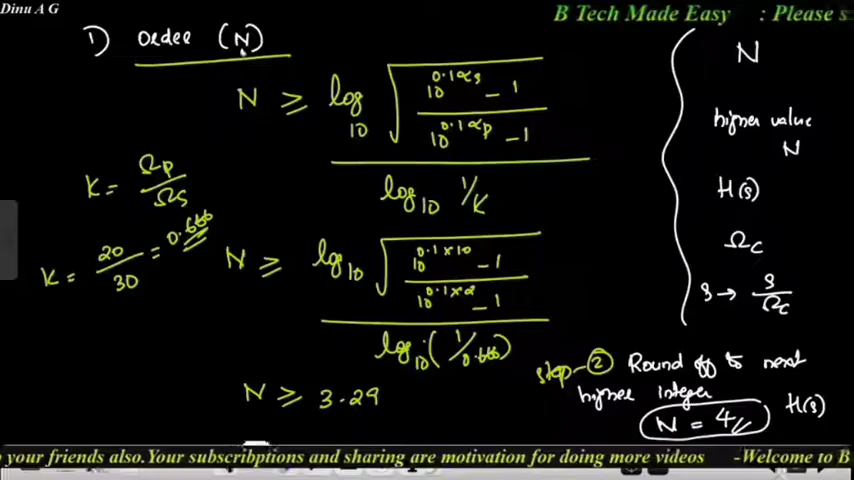 Dinu A G
B Tech Made Easy : Please s
1) Order (N)
N ≥ log₁₀ √((10^(0.1αs) - 1)/(10^(0.1αp) - 1)) / log₁₀ 1/K
K = Ωp/Ωs
K = 20/30 = 0.666
N ≥ log₁₀ √((10^(0.1×10) - 1)/(10^(0.1×2) - 1)) / log₁₀ (1/0.666)
N ≥ 3.29
N
higher value
N
H(s)
Ωc
s → s/Ωc
step-② Round off to next
higher integer
N = 4// H(s)
o your friends also.Your subscribptions and sharing are motivation for doing more videos -Welcome to B